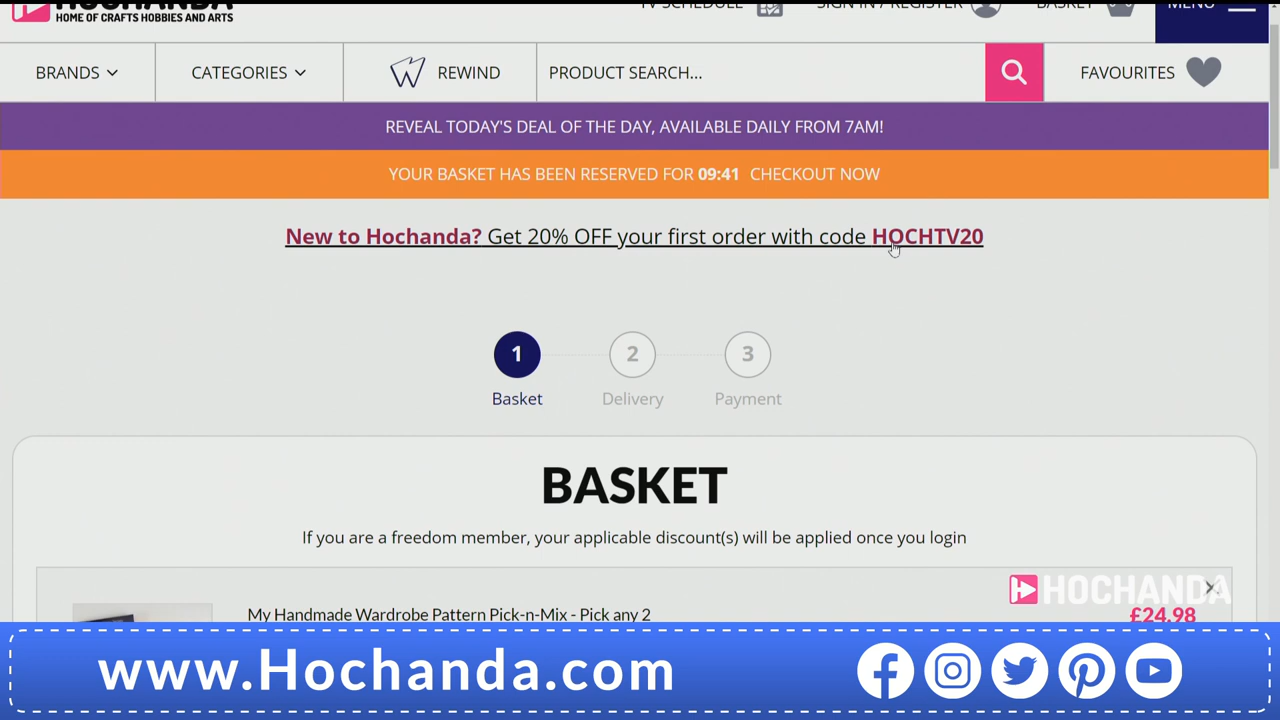 HOCHANDA
HOME OF CRAFTS HOBBIES AND ARTS
TV SCHEDULE
SIGN IN / REGISTER
BASKET
MENU
BRANDS
CATEGORIES
REWIND
PRODUCT SEARCH...
FAVOURITES
REVEAL TODAY'S DEAL OF THE DAY, AVAILABLE DAILY FROM 7AM!
YOUR BASKET HAS BEEN RESERVED FOR 09:41 CHECKOUT NOW
New to Hochanda? Get 20% OFF your first order with code HOCHTV20
1
2
3
Basket
Delivery
Payment
BASKET
If you are a freedom member, your applicable discount(s) will be applied once you login
HOCHANDA
My Handmade Wardrobe Pattern Pick-n-Mix - Pick any 2
£24.98
www.Hochanda.com